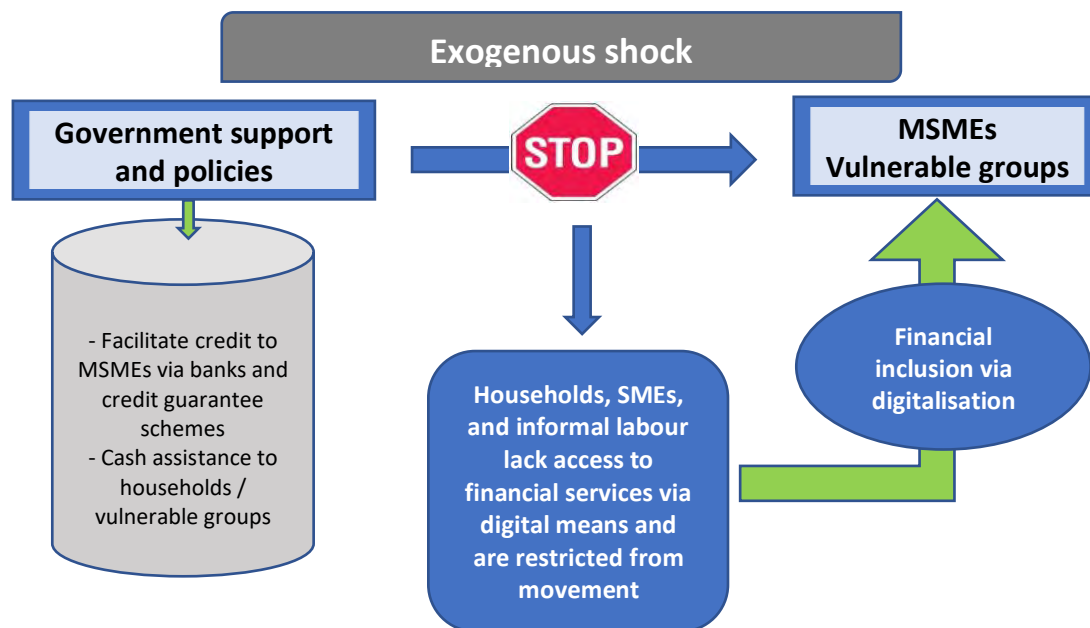 Exogenous shock
Government support
and policies
STOP
MSMEs
Vulnerable groups
- Facilitate credit to
MSMEs via banks and
credit guarantee
schemes
- Cash assistance to
households /
vulnerable groups
Households, SMEs,
and informal labour
lack access to
financial services via
digital means and
are restricted from
movement
Financial
inclusion via
digitalisation